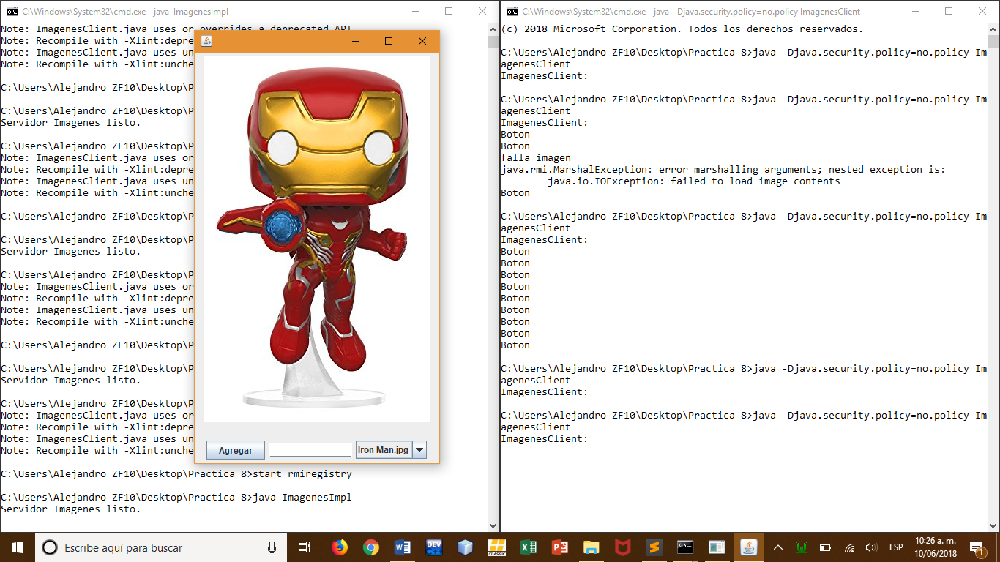 C:\Windows\System32\cmd.exe - java ImagenesImpl
Note: ImagenesClient.java uses or overrides a deprecated API.
Note: Recompile with -Xlint:depre
Note: ImagenesClient.java uses un
Note: Recompile with -Xlint:unche
C:\Users\Alejandro ZF10\Desktop\P
C:\Users\Alejandro ZF10\Desktop\P
Servidor Imagenes listo.
C:\Users\Alejandro ZF10\Desktop\P
Note: ImagenesClient.java uses or
Note: Recompile with -Xlint:depre
Note: ImagenesClient.java uses un
Note: Recompile with -Xlint:unche
C:\Users\Alejandro ZF10\Desktop\P
C:\Users\Alejandro ZF10\Desktop\P
Servidor Imagenes listo.
C:\Users\Alejandro ZF10\Desktop\P
Note: ImagenesClient.java uses or
Note: Recompile with -Xlint:depre
Note: ImagenesClient.java uses un
Note: Recompile with -Xlint:unche
C:\Users\Alejandro ZF10\Desktop\P
C:\Users\Alejandro ZF10\Desktop\P
Servidor Imagenes listo.
C:\Users\Alejandro ZF10\Desktop\P
Note: ImagenesClient.java uses or
Note: Recompile with -Xlint:depre
Note: ImagenesClient.java uses un
Note: Recompile with -Xlint:unche
C:\Users\Alejandro ZF10\Desktop\Practica 8>start rmiregistry
C:\Users\Alejandro ZF10\Desktop\Practica 8>java ImagenesImpl
Servidor Imagenes listo.
Agregar
Iron Man.jpg
C:\Windows\System32\cmd.exe - java -Djava.security.policy=no.policy ImagenesClient
(c) 2018 Microsoft Corporation. Todos los derechos reservados.
C:\Users\Alejandro ZF10\Desktop\Practica 8>java -Djava.security.policy=no.policy Im
agenesClient
ImagenesClient:
C:\Users\Alejandro ZF10\Desktop\Practica 8>java -Djava.security.policy=no.policy Im
agenesClient
ImagenesClient:
Boton
Boton
falla imagen
java.rmi.MarshalException: error marshalling arguments; nested exception is:
java.io.IOException: failed to load image contents
Boton
C:\Users\Alejandro ZF10\Desktop\Practica 8>java -Djava.security.policy=no.policy Im
agenesClient
ImagenesClient:
Boton
Boton
Boton
Boton
Boton
Boton
Boton
Boton
Boton
C:\Users\Alejandro ZF10\Desktop\Practica 8>java -Djava.security.policy=no.policy Im
agenesClient
ImagenesClient:
C:\Users\Alejandro ZF10\Desktop\Practica 8>java -Djava.security.policy=no.policy Im
agenesClient
ImagenesClient:
Escribe aquí para buscar
DEV
CLASSIC
ESP
10:26 a. m.
10/06/2018
1